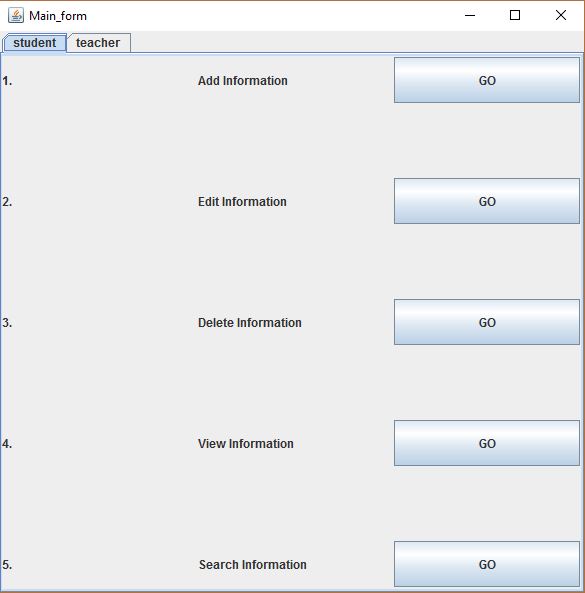 Main_form
student teacher
1. Add Information GO
2. Edit Information GO
3. Delete Information GO
4. View Information GO
5. Search Information GO